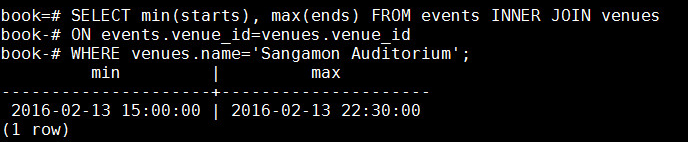 book=# SELECT min(starts), max(ends) FROM events INNER JOIN venues
book-# ON events.venue_id=venues.venue_id
book-# WHERE venues.name='Sangamon Auditorium';
         min         |         max
---------------------+---------------------
 2016-02-13 15:00:00 | 2016-02-13 22:30:00
(1 row)